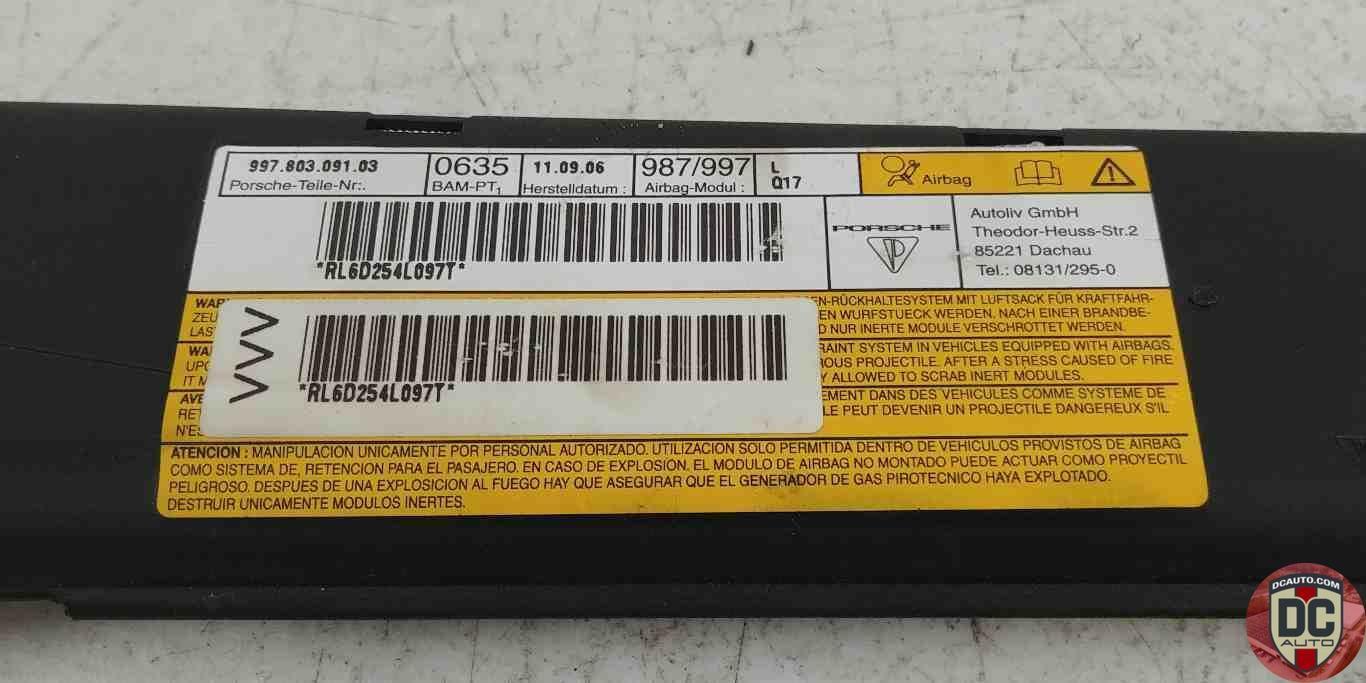 997.803.091.03 0635 11.09.06 987/997 L Airbag
Porsche-Teile-Nr:. BAM-PT1 Herstelldatum : Airbag-Modul : Q17
*RL6D254L097T*
PORSCHE
Autoliv GmbH
Theodor-Heuss-Str.2
85221 Dachau
Tel.: 08131/295-0
EN-RÜCKHALTESYSTEM MIT LUFTSACK FÜR KRAFTFAHR-
EN WURFSTUECK WERDEN. NACH EINER BRANDBE-
D NUR INERTE MODULE VERSCHROTTET WERDEN.
RAINT SYSTEM IN VEHICLES EQUIPPED WITH AIRBAGS.
ROUS PROJECTILE. AFTER A STRESS CAUSED OF FIRE
Y ALLOWED TO SCRAB INERT MODULES.
EMENT DANS DES VEHICULES COMME SYSTEME DE
LE PEUT DEVENIR UN PROJECTILE DANGEREUX S'IL
*RL6D254L097T*
ATENCION : MANIPULACION UNICAMENTE POR PERSONAL AUTORIZADO. UTILIZACION SOLO PERMITIDA DENTRO DE VEHICULOS PROVISTOS DE AIRBAG
COMO SISTEMA DE, RETENCION PARA EL PASAJERO. EN CASO DE EXPLOSION. EL MODULO DE AIRBAG NO MONTADO PUEDE ACTUAR COMO PROYECTIL
PELIGROSO. DESPUES DE UNA EXPLOSION AL FUEGO HAY QUE ASEGURAR QUE EL GENERADOR DE GAS PIROTECNICO HAYA EXPLOTADO.
DESTRUIR UNICAMENTE MODULOS INERTES.
DCAUTO.COM
DC
AUTO